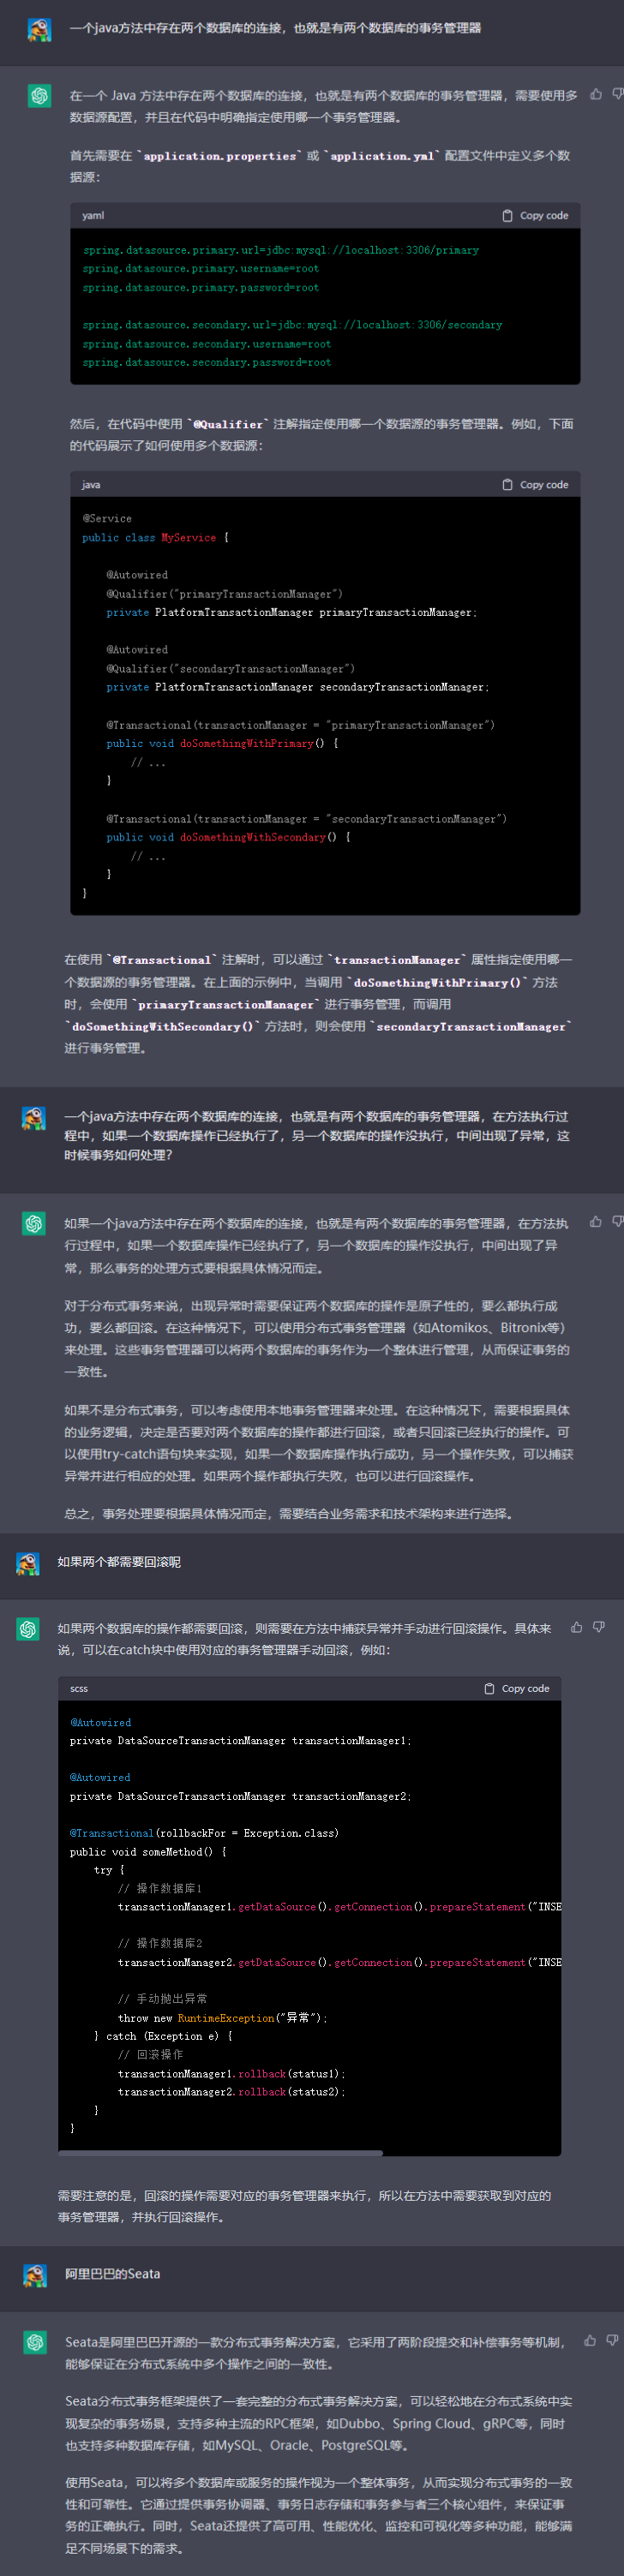 一个java方法中存在两个数据库的连接，也就是有两个数据库的事务管理器
在一个 Java 方法中存在两个数据库的连接，也就是有两个数据库的事务管理器，需要使用多
数据源配置，并且在代码中明确指定使用哪一个事务管理器。
首先需要在 `application.properties` 或 `application.yml` 配置文件中定义多个数
据源：
yaml
Copy code
spring.datasource.primary.url=jdbc:mysql://localhost:3306/primary
spring.datasource.primary.username=root
spring.datasource.primary.password=root
spring.datasource.secondary.url=jdbc:mysql://localhost:3306/secondary
spring.datasource.secondary.username=root
spring.datasource.secondary.password=root
然后，在代码中使用 `@Qualifier` 注解指定使用哪一个数据源的事务管理器。例如，下面
的代码展示了如何使用多个数据源：
java
Copy code
@Service
public class MyService {
@Autowired
@Qualifier("primaryTransactionManager")
private PlatformTransactionManager primaryTransactionManager;
@Autowired
@Qualifier("secondaryTransactionManager")
private PlatformTransactionManager secondaryTransactionManager;
@Transactional(transactionManager = "primaryTransactionManager")
public void doSomethingWithPrimary() {
// ...
}
@Transactional(transactionManager = "secondaryTransactionManager")
public void doSomethingWithSecondary() {
// ...
}
}
在使用 `@Transactional` 注解时，可以通过 `transactionManager` 属性指定使用哪一
个数据源的事务管理器。在上面的示例中，当调用 `doSomethingWithPrimary()` 方法
时，会使用 `primaryTransactionManager` 进行事务管理，而调用
`doSomethingWithSecondary()` 方法时，则会使用 `secondaryTransactionManager`
进行事务管理。
一个java方法中存在两个数据库的连接，也就是有两个数据库的事务管理器，在方法执行过
程中，如果一个数据库操作已经执行了，另一个数据库的操作没执行，中间出现了异常，这
时候事务如何处理？
如果一个java方法中存在两个数据库的连接，也就是有两个数据库的事务管理器，在方法执
行过程中，如果一个数据库操作已经执行了，另一个数据库的操作没执行，中间出现了异
常，那么事务的处理方式要根据具体情况而定。
对于分布式事务来说，出现异常时需要保证两个数据库的操作是原子性的，要么都执行成
功，要么都回滚。在这种情况下，可以使用分布式事务管理器（如Atomikos、Bitronix等）
来处理。这些事务管理器可以将两个数据库的事务作为一个整体进行管理，从而保证事务的
一致性。
如果不是分布式事务，可以考虑使用本地事务管理器来处理。在这种情况下，需要根据具体
的业务逻辑，决定是否要对两个数据库的操作都进行回滚，或者只回滚已经执行的操作。可
以使用try-catch语句块来实现，如果一个数据库操作执行成功，另一个操作失败，可以捕获
异常并进行相应的处理。如果两个操作都执行失败，也可以进行回滚操作。
总之，事务处理要根据具体情况而定，需要结合业务需求和技术架构来进行选择。
如果两个都需要回滚呢
如果两个数据库的操作都需要回滚，则需要在方法中捕获异常并手动进行回滚操作。具体来
说，可以在catch块中使用对应的事务管理器手动回滚，例如：
scss
Copy code
@Autowired
private DataSourceTransactionManager transactionManager1;
@Autowired
private DataSourceTransactionManager transactionManager2;
@Transactional(rollbackFor = Exception.class)
public void someMethod() {
try {
// 操作数据库1
transactionManager1.getDataSource().getConnection().prepareStatement("INSE
// 操作数据库2
transactionManager2.getDataSource().getConnection().prepareStatement("INSE
// 手动抛出异常
throw new RuntimeException("异常");
} catch (Exception e) {
// 回滚操作
transactionManager1.rollback(status1);
transactionManager2.rollback(status2);
}
}
需要注意的是，回滚的操作需要对应的事务管理器来执行，所以在方法中需要获取到对应的
事务管理器，并执行回滚操作。
阿里巴巴的Seata
Seata是阿里巴巴开源的一款分布式事务解决方案，它采用了两阶段提交和补偿事务等机制，
能够保证在分布式系统中多个操作之间的一致性。
Seata分布式事务框架提供了一套完整的分布式事务解决方案，可以轻松地在分布式系统中实
现复杂的事务场景，支持多种主流的RPC框架，如Dubbo、Spring Cloud、gRPC等，同时
也支持多种数据库存储，如MySQL、Oracle、PostgreSQL等。
使用Seata，可以将多个数据库或服务的操作视为一个整体事务，从而实现分布式事务的一致
性和可靠性。它通过提供事务协调器、事务日志存储和事务参与者三个核心组件，来保证事
务的正确执行。同时，Seata还提供了高可用、性能优化、监控和可视化等多种功能，能够满
足不同场景下的需求。